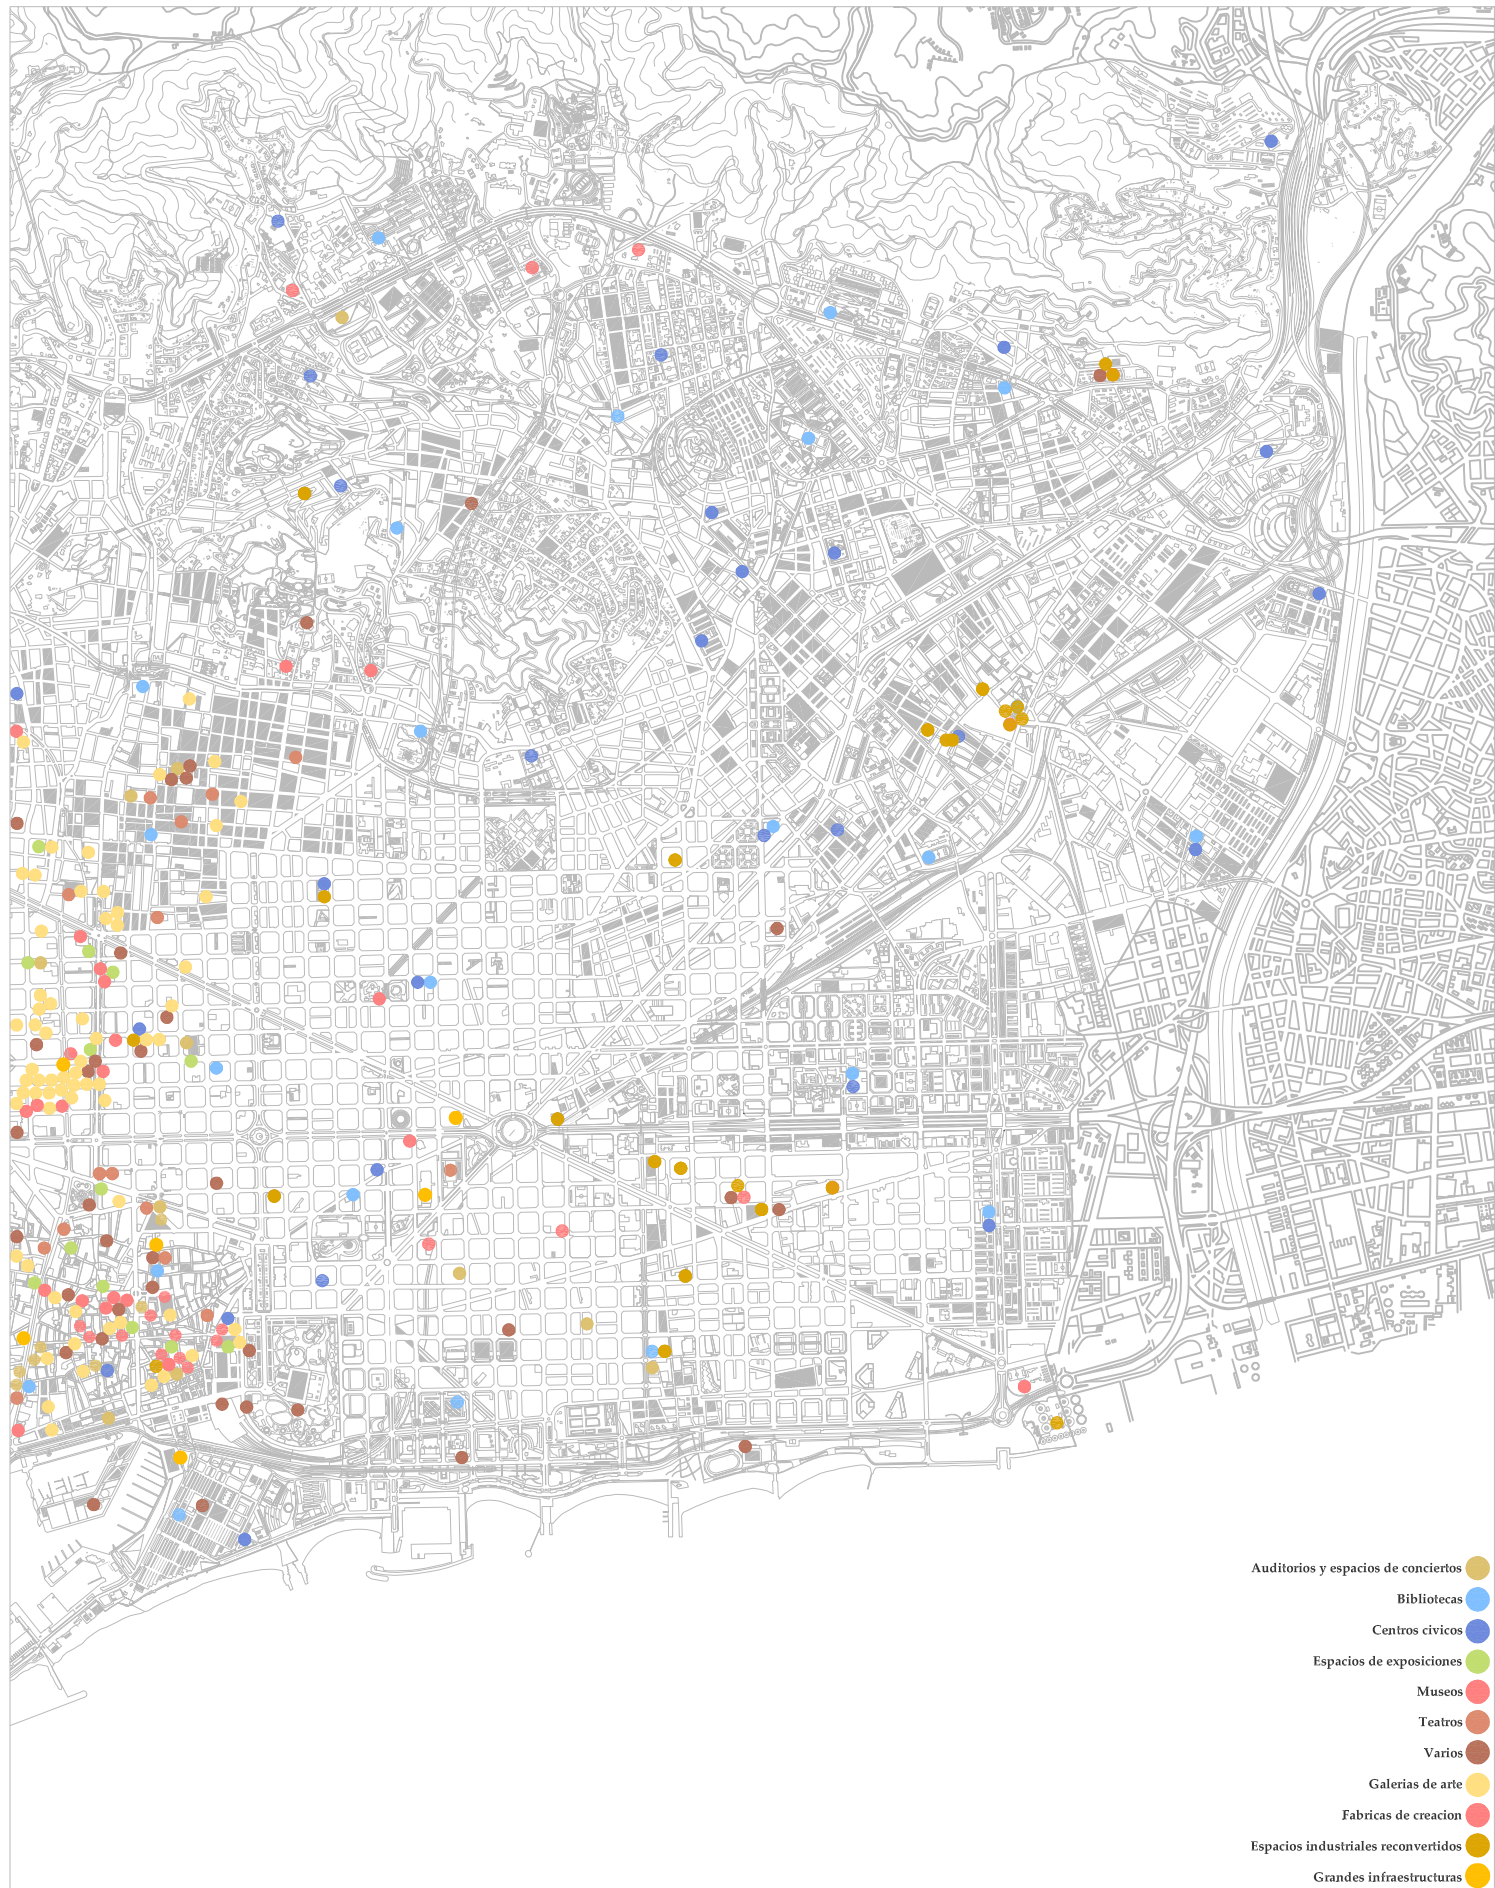 Auditorios y espacios de conciertos
Bibliotecas
Centros civicos
Espacios de exposiciones
Museos
Teatros
Varios
Galerias de arte
Fabricas de creacion
Espacios industriales reconvertidos
Grandes infraestructuras